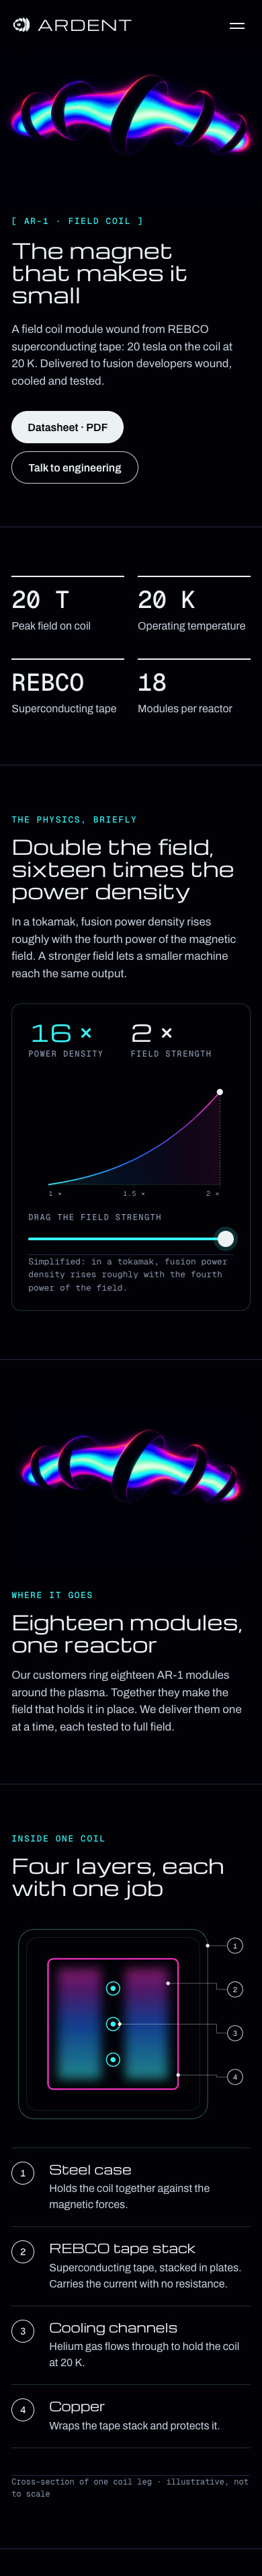 ARDENT
[ AR-1 · FIELD COIL ]
The magnet
that makes it
small
A field coil module wound from REBCO
superconducting tape: 20 tesla on the coil at
20 K. Delivered to fusion developers wound,
cooled and tested.
Datasheet · PDF
Talk to engineering
20 T
Peak field on coil
20 K
Operating temperature
REBCO
Superconducting tape
18
Modules per reactor
THE PHYSICS, BRIEFLY
Double the field,
sixteen times the
power density
In a tokamak, fusion power density rises
roughly with the fourth power of the magnetic
field. A stronger field lets a smaller machine
reach the same output.
16 ×
POWER DENSITY
2 ×
FIELD STRENGTH
1 × 1.5 × 2 ×
DRAG THE FIELD STRENGTH
Simplified: in a tokamak, fusion power
density rises roughly with the fourth
power of the field.
WHERE IT GOES
Eighteen modules,
one reactor
Our customers ring eighteen AR-1 modules
around the plasma. Together they make the
field that holds it in place. We deliver them one
at a time, each tested to full field.
INSIDE ONE COIL
Four layers, each
with one job
1
2
3
4
1 Steel case
Holds the coil together against the
magnetic forces.
2 REBCO tape stack
Superconducting tape, stacked in plates.
Carries the current with no resistance.
3 Cooling channels
Helium gas flows through to hold the coil
at 20 K.
4 Copper
Wraps the tape stack and protects it.
Cross-section of one coil leg · illustrative, not
to scale